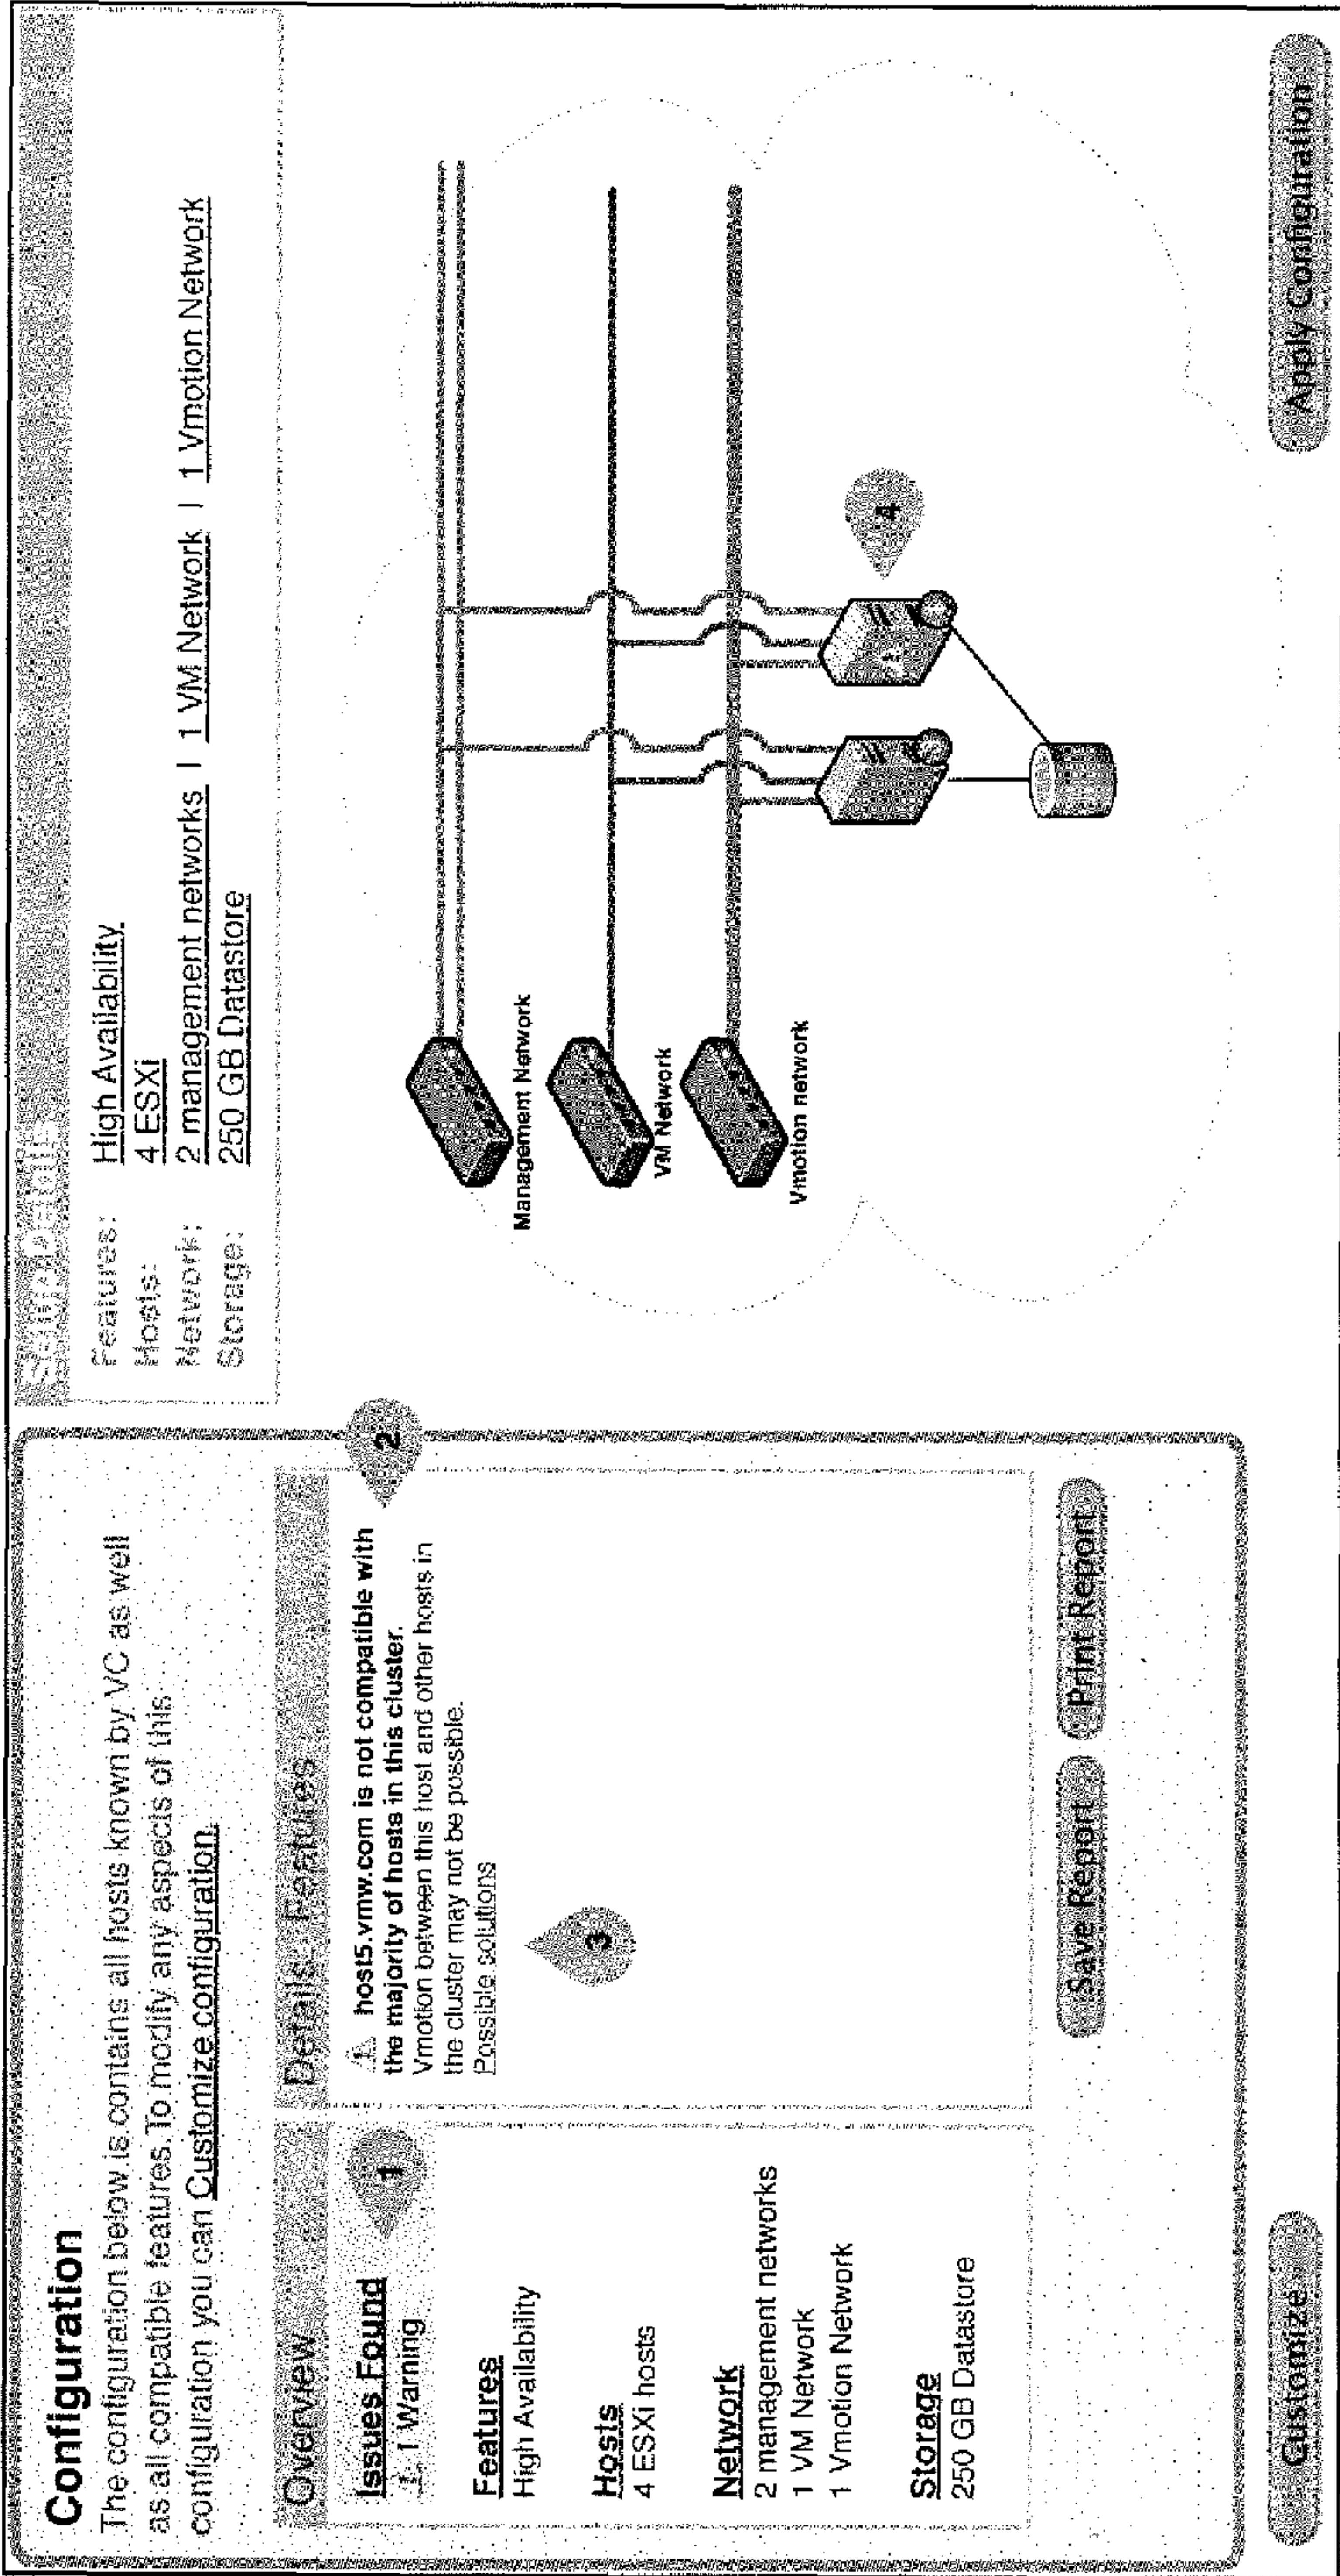 Configuration
The configuration below is contains all hosts known by VC as well
as all compatible features. To modify any aspects of this
configuration you can Customize configuration.
Overview
Issues Found
1 Warning
1
Features
High Availability
Hosts
4 ESXi hosts
Network
2 management networks
1 VM Network
1 Vmotion Network
Storage
250 GB Datastore
Details: Features
host5.vmw.com is not compatible with
the majority of hosts in this cluster.
Vmotion between this host and other hosts in
the cluster may not be possible.
Possible solutions
2
3
Save Report
Print Report
Customize
Features: High Availability
Hosts: 4 ESXi
Network: 2 management networks | 1 VM Network | 1 Vmotion Network
Storage: 250 GB Datastore
Management Network
VM Network
Vmotion network
4
Apply Configuration